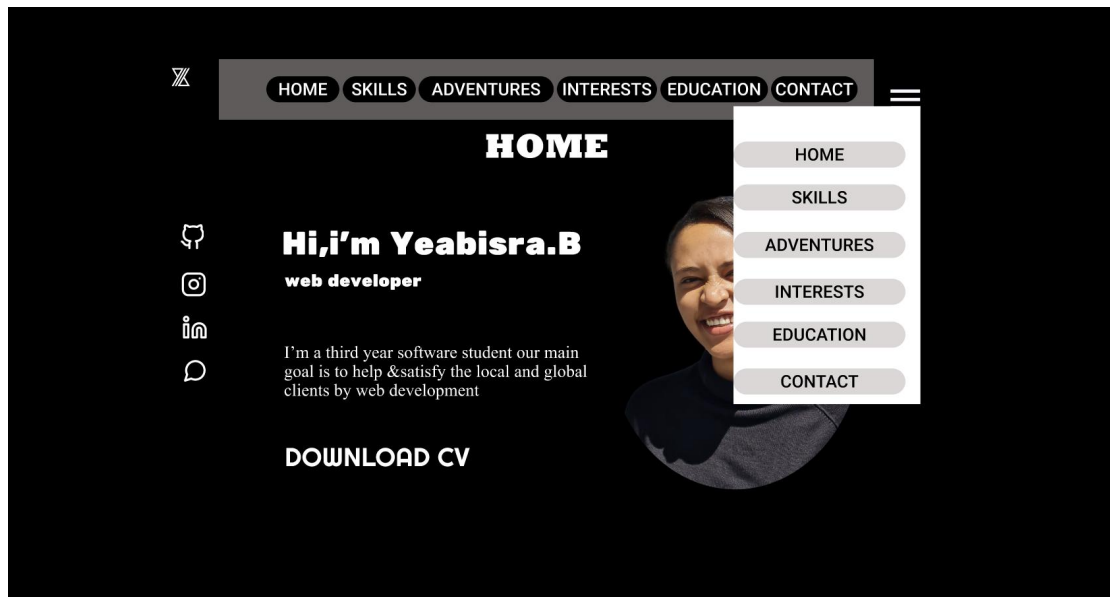 HOME SKILLS ADVENTURES INTERESTS EDUCATION CONTACT
HOME
HOME
SKILLS
ADVENTURES
INTERESTS
EDUCATION
CONTACT
Hi,i'm Yeabisra.B
web developer
I'm a third year software student our main
goal is to help &satisfy the local and global
clients by web development
DOWNLOAD CV